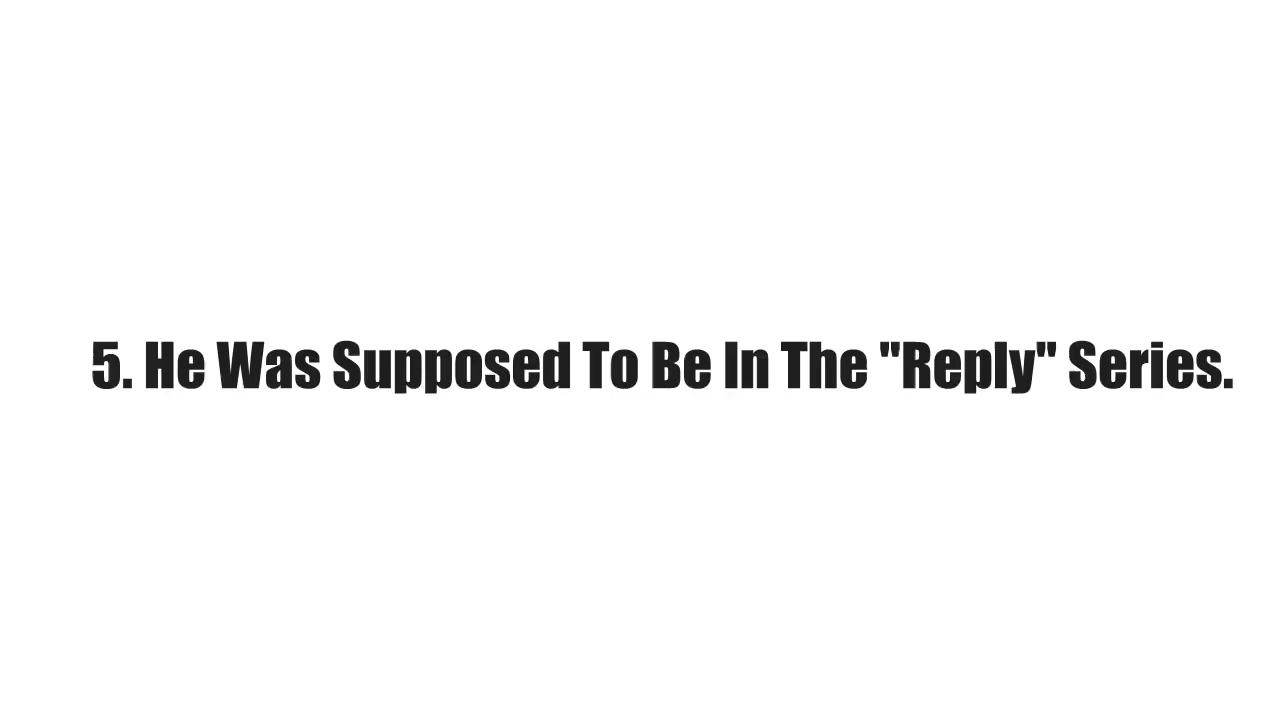 5. He Was Supposed To Be In The "Reply" Series.